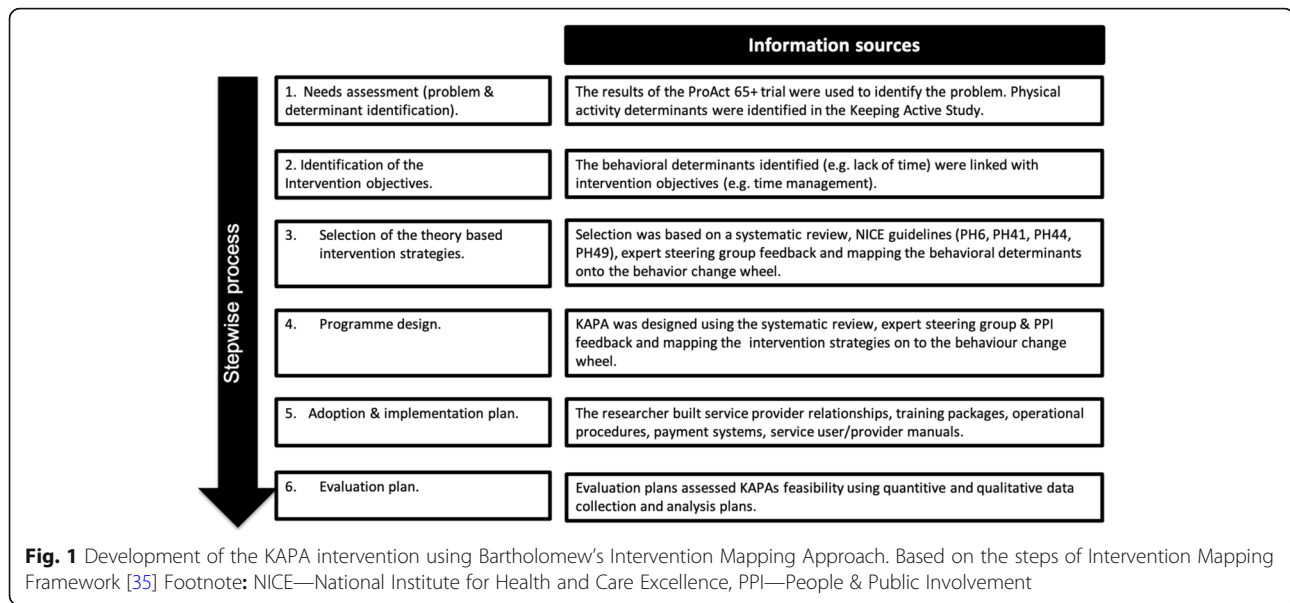 Information sources
Stepwise process
1. Needs assessment (problem &
determinant identification).
The results of the ProAct 65+ trial were used to identify the problem. Physical
activity determinants were identified in the Keeping Active Study.
2. Identification of the
Intervention objectives.
The behavioral determinants identified (e.g. lack of time) were linked with
intervention objectives (e.g. time management).
3. Selection of the theory based
intervention strategies.
Selection was based on a systematic review, NICE guidelines (PH6, PH41, PH44,
PH49), expert steering group feedback and mapping the behavioral determinants
onto the behavior change wheel.
4. Programme design.
KAPA was designed using the systematic review, expert steering group & PPI
feedback and mapping the intervention strategies on to the behaviour change
wheel.
5. Adoption & implementation plan.
The researcher built service provider relationships, training packages, operational
procedures, payment systems, service user/provider manuals.
6. Evaluation plan.
Evaluation plans assessed KAPAs feasibility using quantitive and qualitative data
collection and analysis plans.
Fig. 1 Development of the KAPA intervention using Bartholomew's Intervention Mapping Approach. Based on the steps of Intervention Mapping
Framework [35] Footnote: NICE—National Institute for Health and Care Excellence, PPI—People & Public Involvement